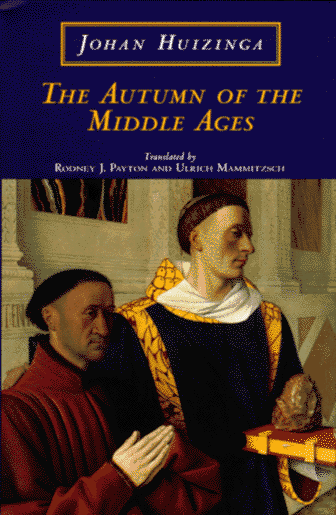 JOHAN HUIZINGA
THE AUTUMN OF THE
MIDDLE AGES
Translated by
RODNEY J. PAYTON AND ULRICH MAMMITZSCH